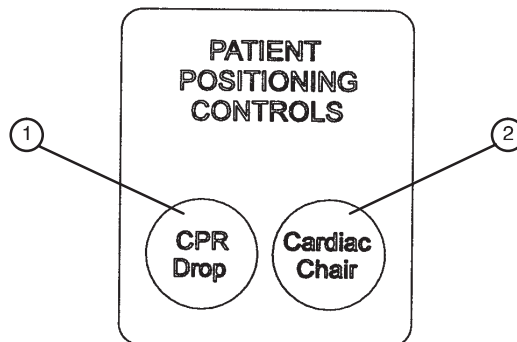 PATIENT
POSITIONING
CONTROLS
1
2
CPR
Drop
Cardiac
Chair